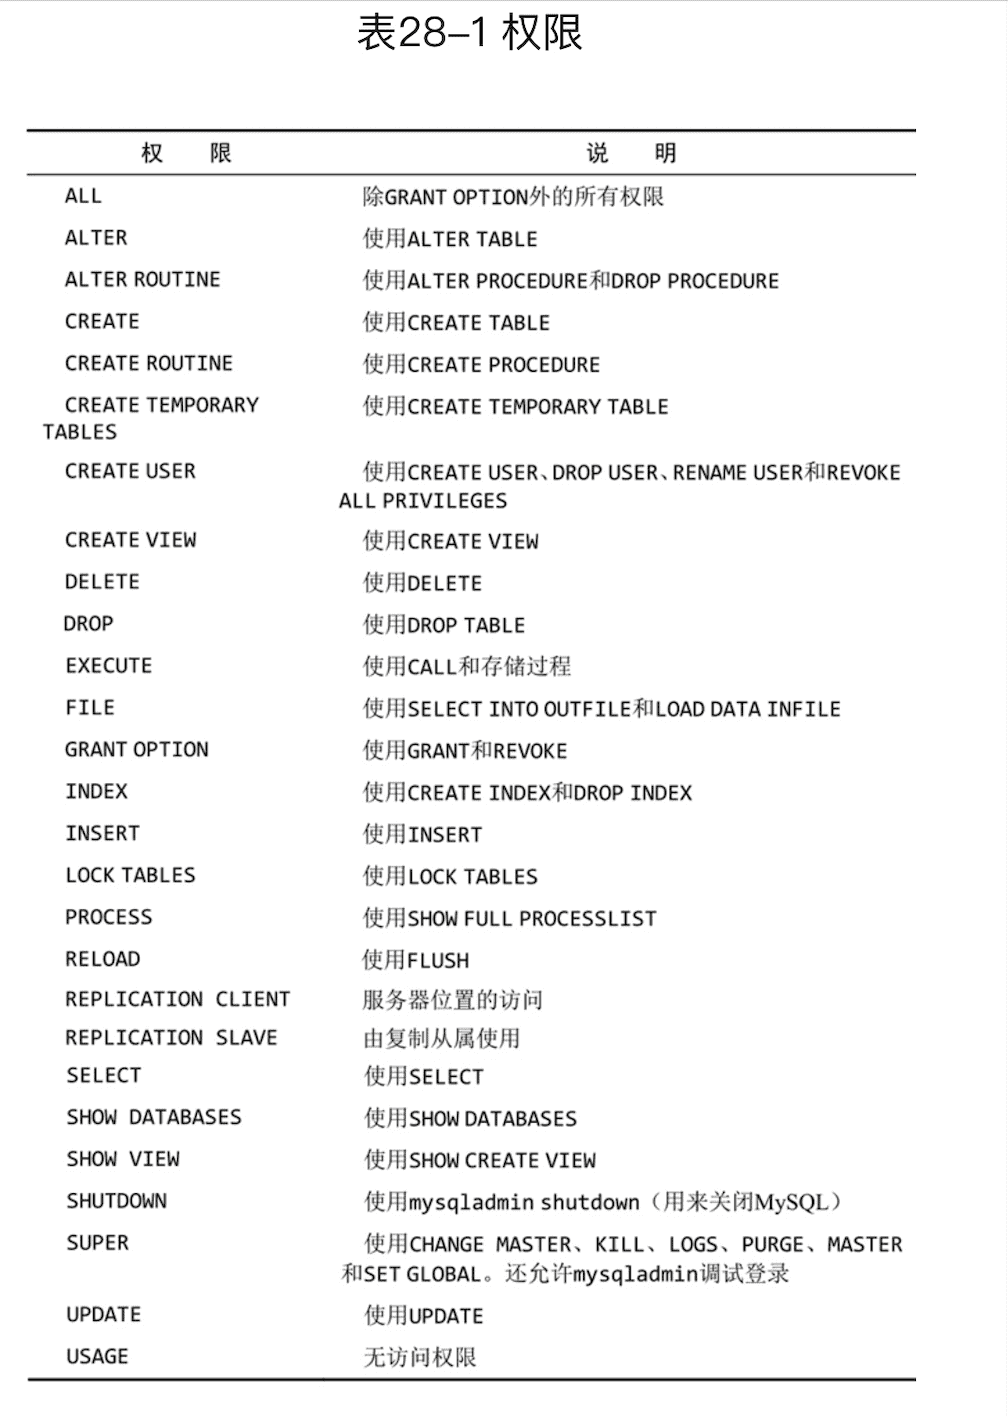 表28–1 权限
权 限 说 明
ALL 除GRANT OPTION外的所有权限
ALTER 使用ALTER TABLE
ALTER ROUTINE 使用ALTER PROCEDURE和DROP PROCEDURE
CREATE 使用CREATE TABLE
CREATE ROUTINE 使用CREATE PROCEDURE
CREATE TEMPORARY 使用CREATE TEMPORARY TABLE
TABLES
CREATE USER 使用CREATE USER、DROP USER、RENAME USER和REVOKE
ALL PRIVILEGES
CREATE VIEW 使用CREATE VIEW
DELETE 使用DELETE
DROP 使用DROP TABLE
EXECUTE 使用CALL和存储过程
FILE 使用SELECT INTO OUTFILE和LOAD DATA INFILE
GRANT OPTION 使用GRANT和REVOKE
INDEX 使用CREATE INDEX和DROP INDEX
INSERT 使用INSERT
LOCK TABLES 使用LOCK TABLES
PROCESS 使用SHOW FULL PROCESSLIST
RELOAD 使用FLUSH
REPLICATION CLIENT 服务器位置的访问
REPLICATION SLAVE 由复制从属使用
SELECT 使用SELECT
SHOW DATABASES 使用SHOW DATABASES
SHOW VIEW 使用SHOW CREATE VIEW
SHUTDOWN 使用mysqladmin shutdown（用来关闭MySQL）
SUPER 使用CHANGE MASTER、KILL、LOGS、PURGE、MASTER
和SET GLOBAL。还允许mysqladmin调试登录
UPDATE 使用UPDATE
USAGE 无访问权限